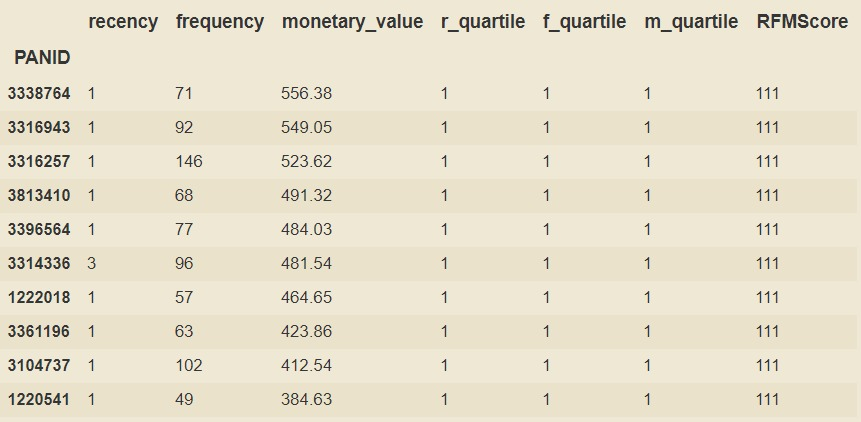 recency frequency monetary_value r_quartile f_quartile m_quartile RFMScore
PANID
3338764 1 71 556.38 1 1 1 111
3316943 1 92 549.05 1 1 1 111
3316257 1 146 523.62 1 1 1 111
3813410 1 68 491.32 1 1 1 111
3396564 1 77 484.03 1 1 1 111
3314336 3 96 481.54 1 1 1 111
1222018 1 57 464.65 1 1 1 111
3361196 1 63 423.86 1 1 1 111
3104737 1 102 412.54 1 1 1 111
1220541 1 49 384.63 1 1 1 111